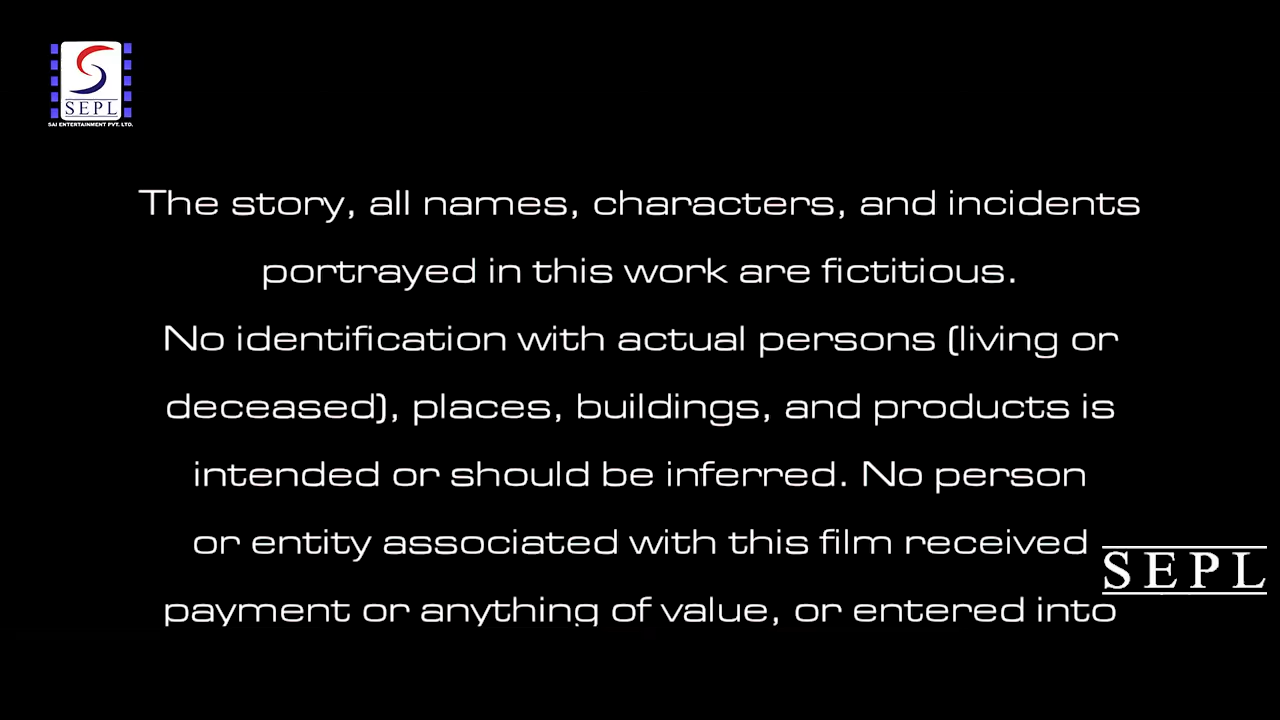 SEPL
SAI ENTERTAINMENT PVT. LTD.
The story, all names, characters, and incidents
portrayed in this work are fictitious.
No identification with actual persons (living or
deceased), places, buildings, and products is
intended or should be inferred. No person
or entity associated with this film received
payment or anything of value, or entered into
SEPL